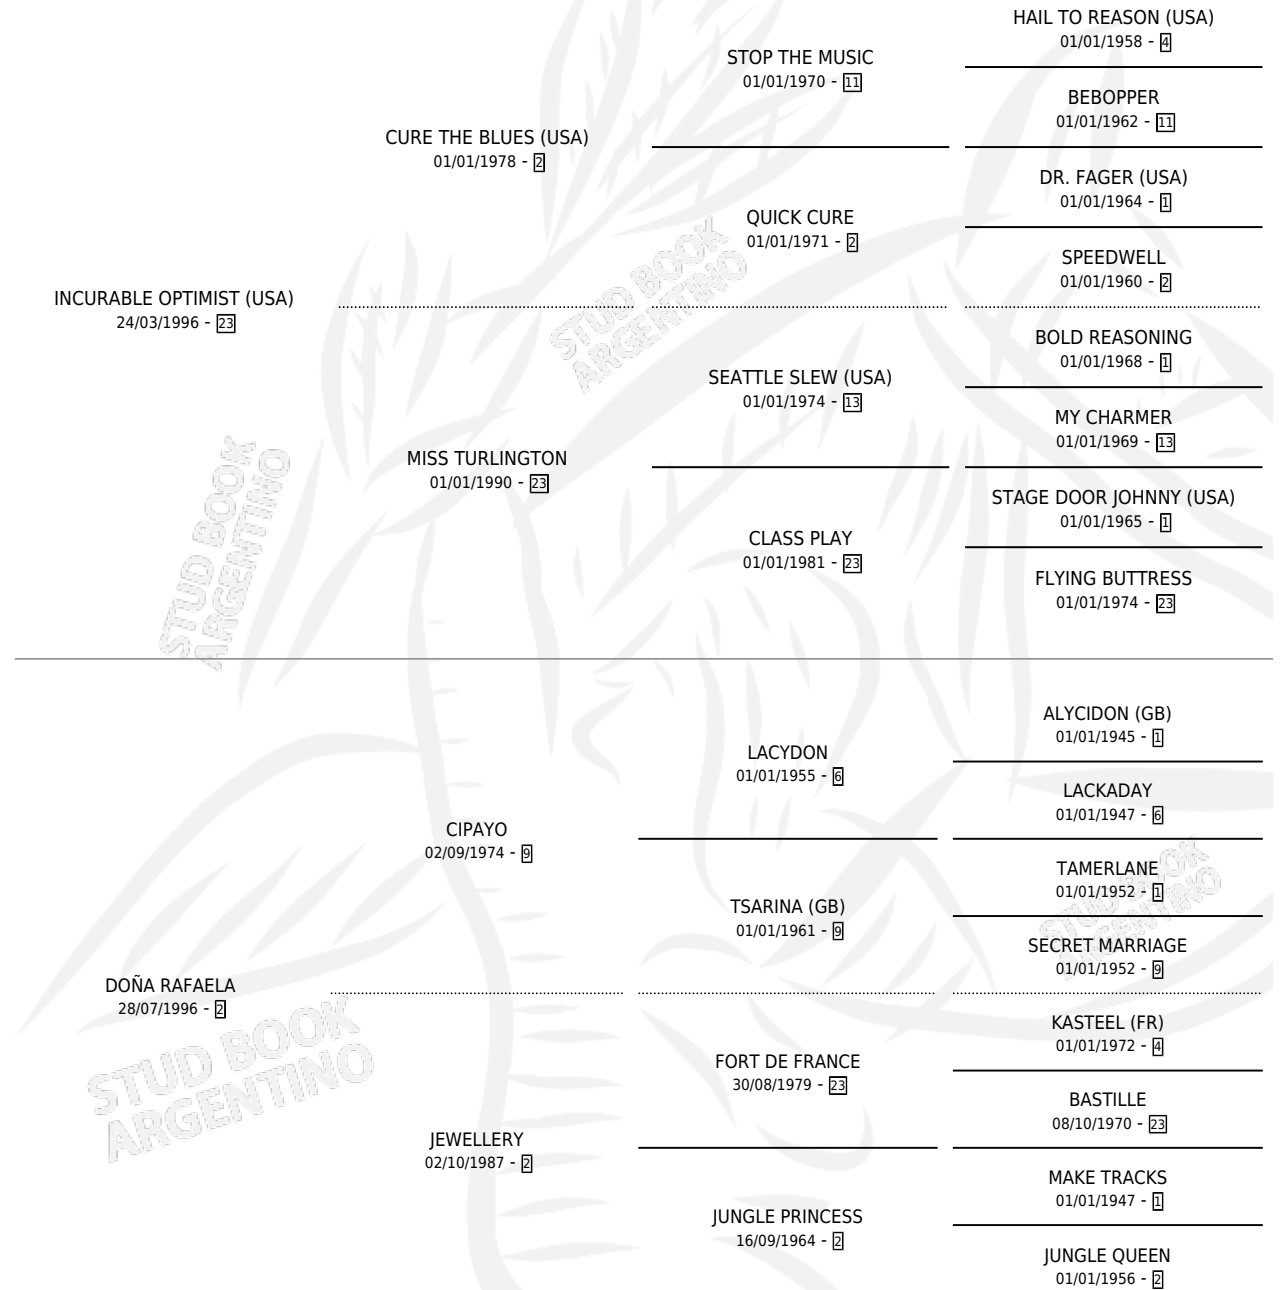 HAIL TO REASON (USA)
01/01/1958 - 4
STOP THE MUSIC
01/01/1970 - 11
BEBOPPER
01/01/1962 - 11
CURE THE BLUES (USA)
01/01/1978 - 2
DR. FAGER (USA)
01/01/1964 - 1
QUICK CURE
01/01/1971 - 2
SPEEDWELL
01/01/1960 - 2
INCURABLE OPTIMIST (USA)
24/03/1996 - 23
BOLD REASONING
01/01/1968 - 1
SEATTLE SLEW (USA)
01/01/1974 - 13
MY CHARMER
01/01/1969 - 13
MISS TURLINGTON
01/01/1990 - 23
STAGE DOOR JOHNNY (USA)
01/01/1965 - 1
CLASS PLAY
01/01/1981 - 23
FLYING BUTTRESS
01/01/1974 - 23
ALYCIDON (GB)
01/01/1945 - 1
LACYDON
01/01/1955 - 6
LACKADAY
01/01/1947 - 6
CIPAYO
02/09/1974 - 9
TAMERLANE
01/01/1952 - 1
TSARINA (GB)
01/01/1961 - 9
SECRET MARRIAGE
01/01/1952 - 9
DOÑA RAFAELA
28/07/1996 - 2
KASTEEL (FR)
01/01/1972 - 4
FORT DE FRANCE
30/08/1979 - 23
BASTILLE
08/10/1970 - 23
JEWELLERY
02/10/1987 - 2
MAKE TRACKS
01/01/1947 - 1
JUNGLE PRINCESS
16/09/1964 - 2
JUNGLE QUEEN
01/01/1956 - 2
STUD BOOK
ARGENTINO
STUD BOOK
ARGENTINO
STUD BOOK
ARGENTINO
STUD BOOK
ARGENTINO